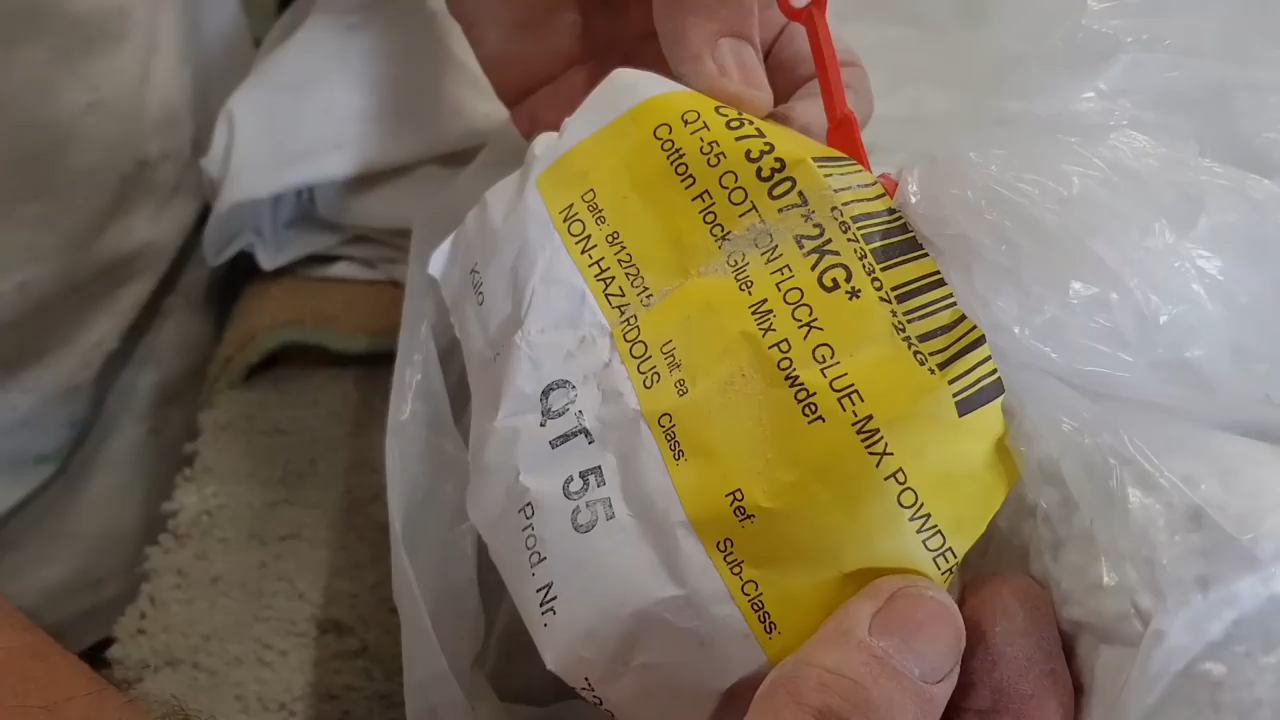 C673307*2KG*
C673307*2KG*
QT-55 COTTON FLOCK GLUE-MIX POWDER
Cotton Flock Glue- Mix Powder
Date: 8/12/2015 Unit: ea Ref:
NON-HAZARDOUS Class: Sub-Class:
Kilo
QT 55
Prod. Nr.